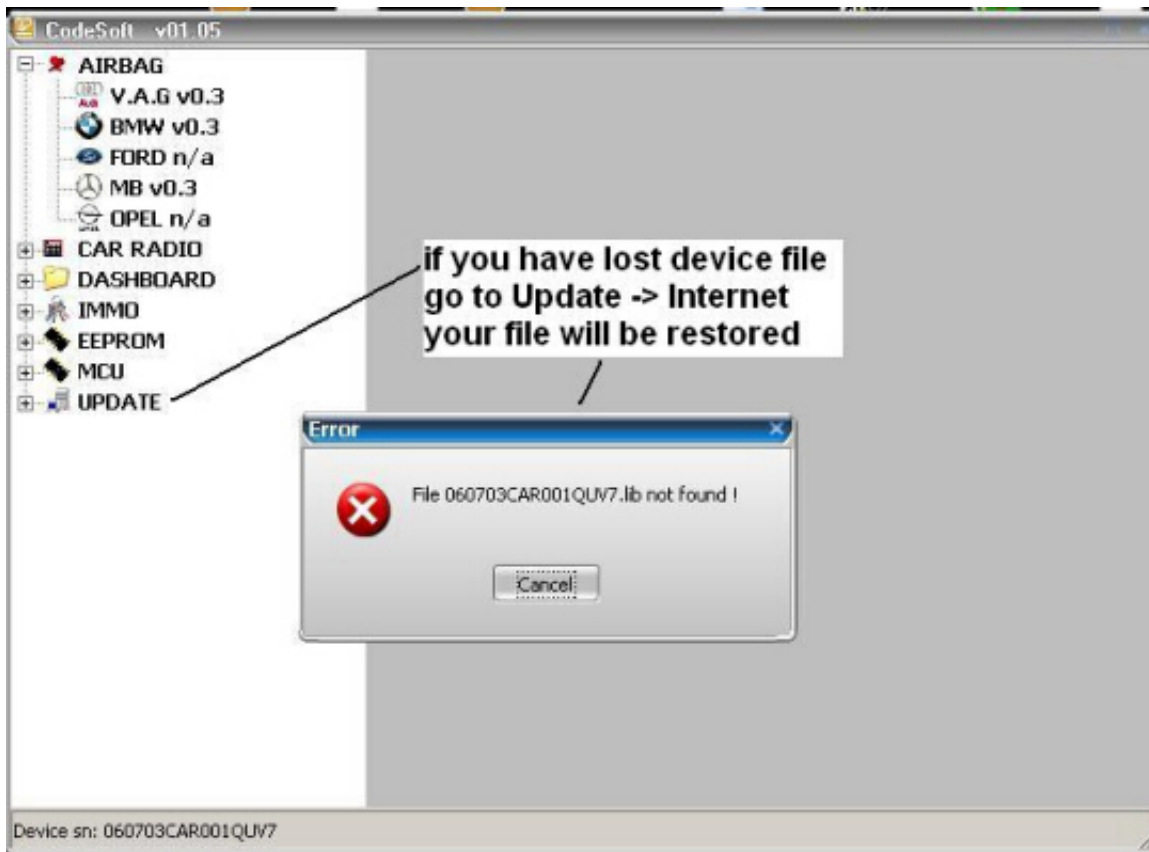 CodeSoft v01.05
AIRBAG
V.A.G v0.3
BMW v0.3
FORD n/a
MB v0.3
OPEL n/a
CAR RADIO
DASHBOARD
IMMO
EEPROM
MCU
UPDATE
if you have lost device file
go to Update -> Internet
your file will be restored
Error
File 060703CAR001QUV7.lib not found !
Cancel
Device sn: 060703CAR001QUV7